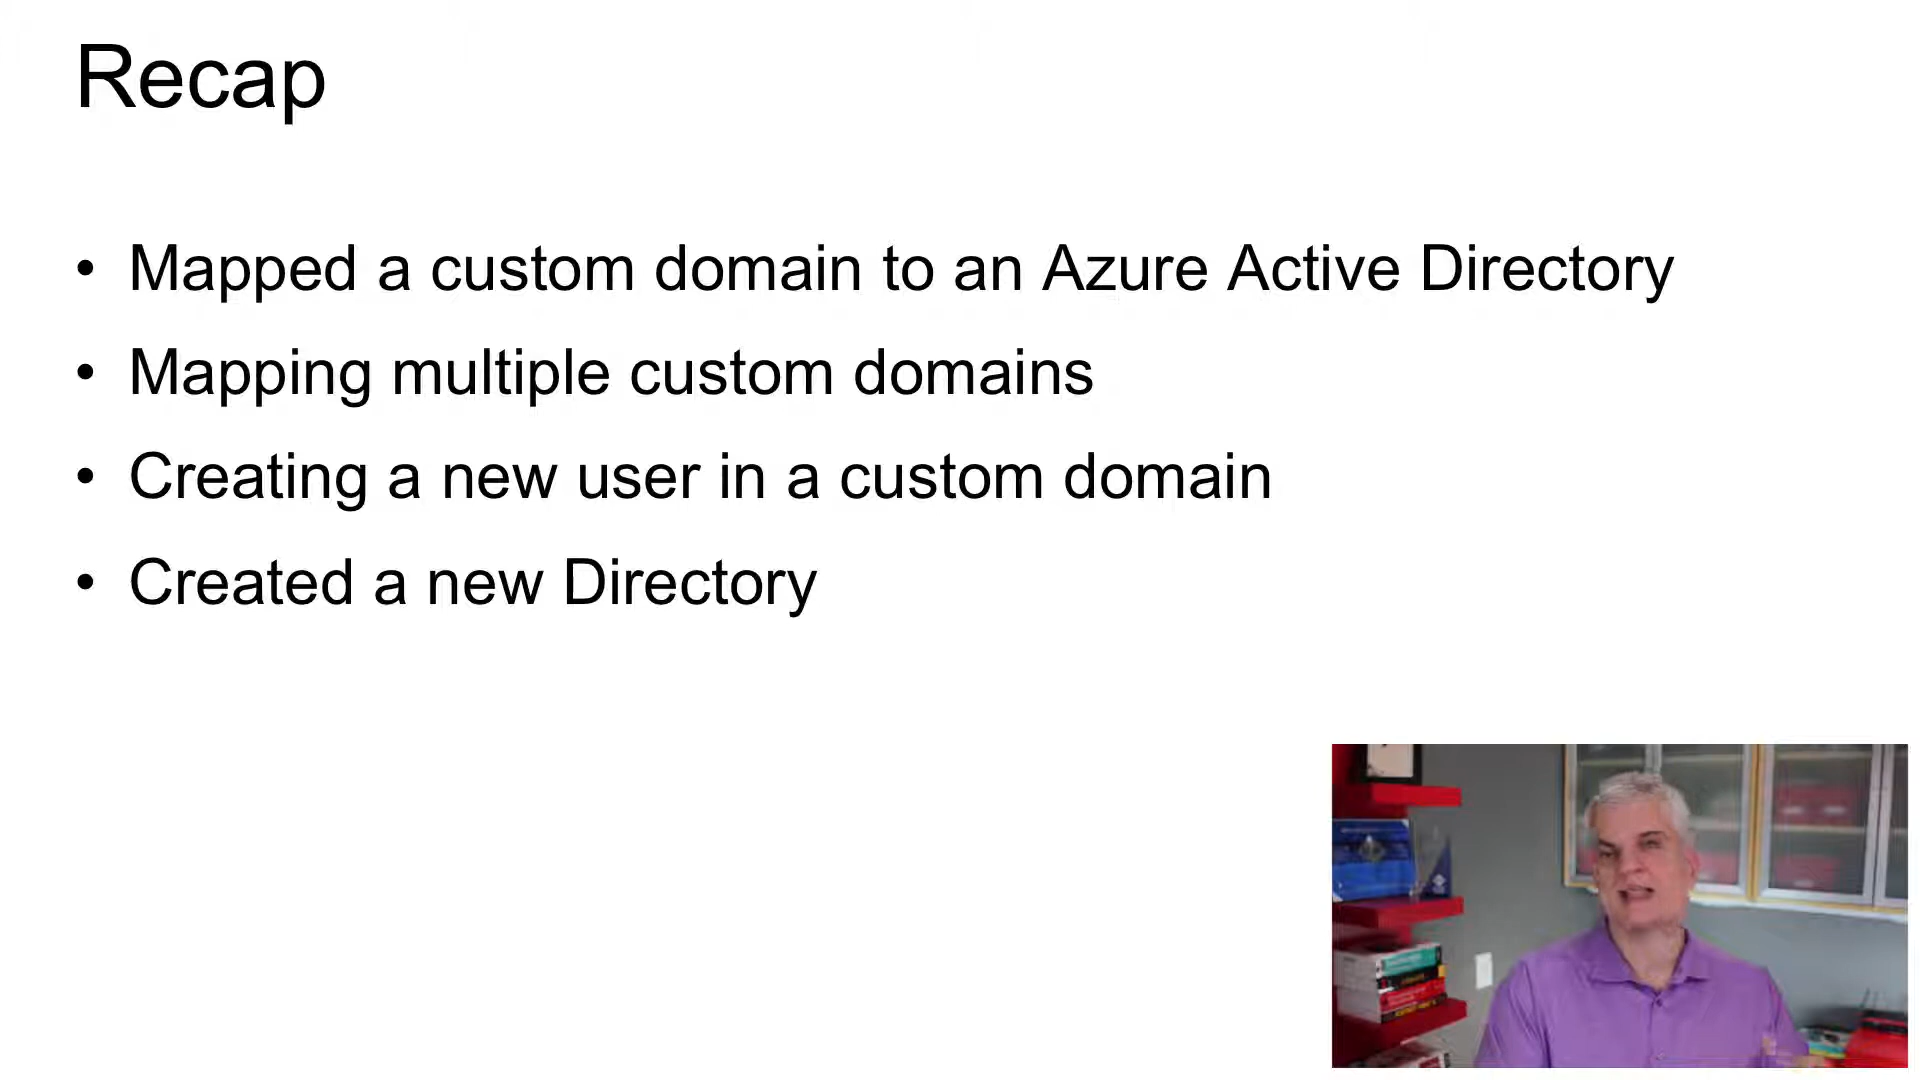 Recap
• Mapped a custom domain to an Azure Active Directory
• Mapping multiple custom domains
• Creating a new user in a custom domain
• Created a new Directory